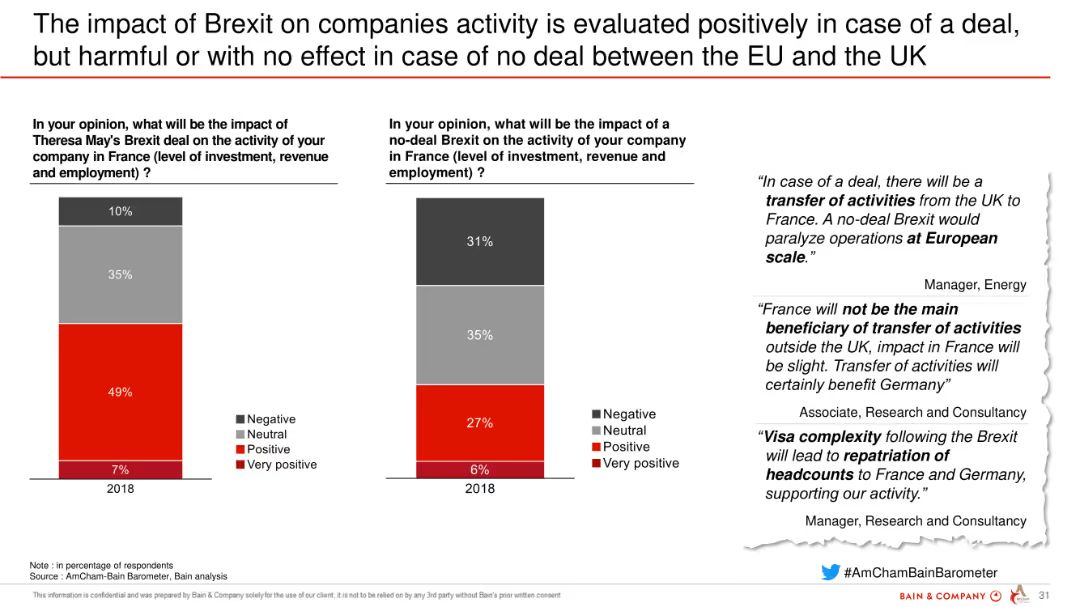 The impact of Brexit on companies activity is evaluated positively in case of a deal,
but harmful or with no effect in case of no deal between the EU and the UK
In your opinion, what will be the impact of
Theresa May's Brexit deal on the activity of your
company in France (level of investment, revenue
and employment) ?
10%
35%
49%
7%
2018
Negative
Neutral
Positive
Very positive
In your opinion, what will be the impact of a
no-deal Brexit on the activity of your company
in France (level of investment, revenue and
employment) ?
31%
35%
27%
6%
2018
Negative
Neutral
Positive
Very positive
“In case of a deal, there will be a
transfer of activities from the UK to
France. A no-deal Brexit would
paralyze operations at European
scale.”
Manager, Energy
“France will not be the main
beneficiary of transfer of activities
outside the UK, impact in France will
be slight. Transfer of activities will
certainly benefit Germany”
Associate, Research and Consultancy
“Visa complexity following the Brexit
will lead to repatriation of
headcounts to France and Germany,
supporting our activity.”
Manager, Research and Consultancy
Note : in percentage of respondents
Source : AmCham-Bain Barometer, Bain analysis
#AmChamBainBarometer
This information is confidential and was prepared by Bain & Company solely for the use of our client; it is not to be relied on by any 3rd party without Bain's prior written consent
BAIN & COMPANY
31